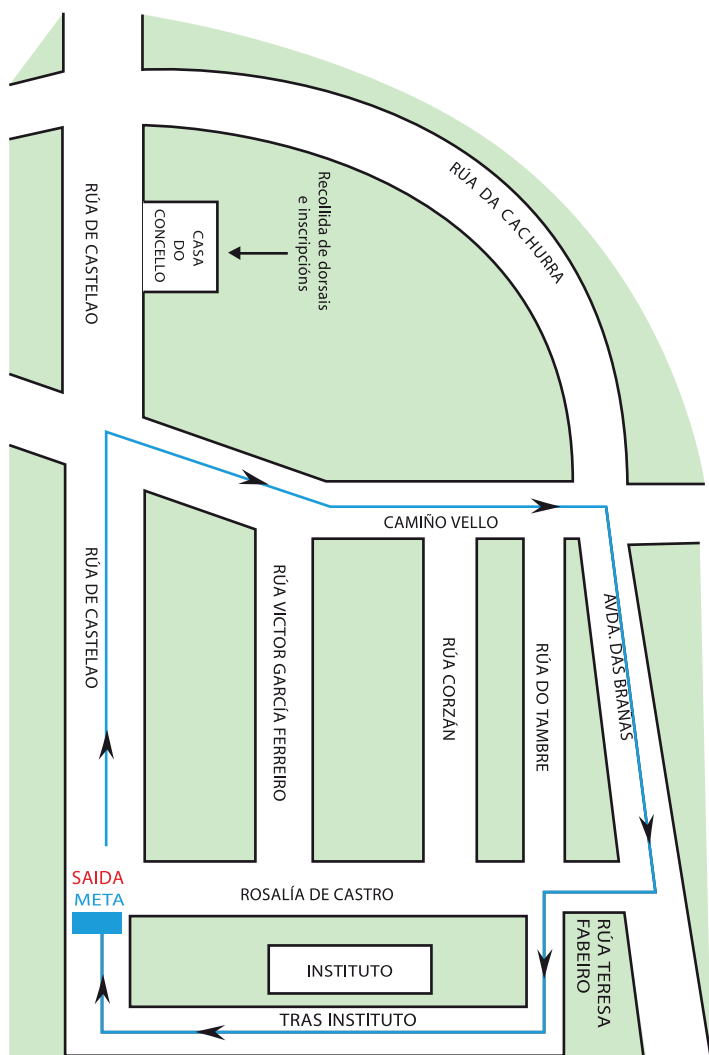 RÚA DA CACHURRA
RÚA DE CASTELAO
CASA
DO
CONCELLO
Recollida de dorsais
e inscripcións
CAMIÑO VELLO
RÚA DE CASTELAO
RÚA VICTOR GARCÍA FERREIRO
RÚA CORZÁN
RÚA DO TAMBRE
AVDA. DAS BRAÑAS
SAIDA
META
ROSALÍA DE CASTRO
INSTITUTO
RÚA TERESA
FABEIRO
TRAS INSTITUTO